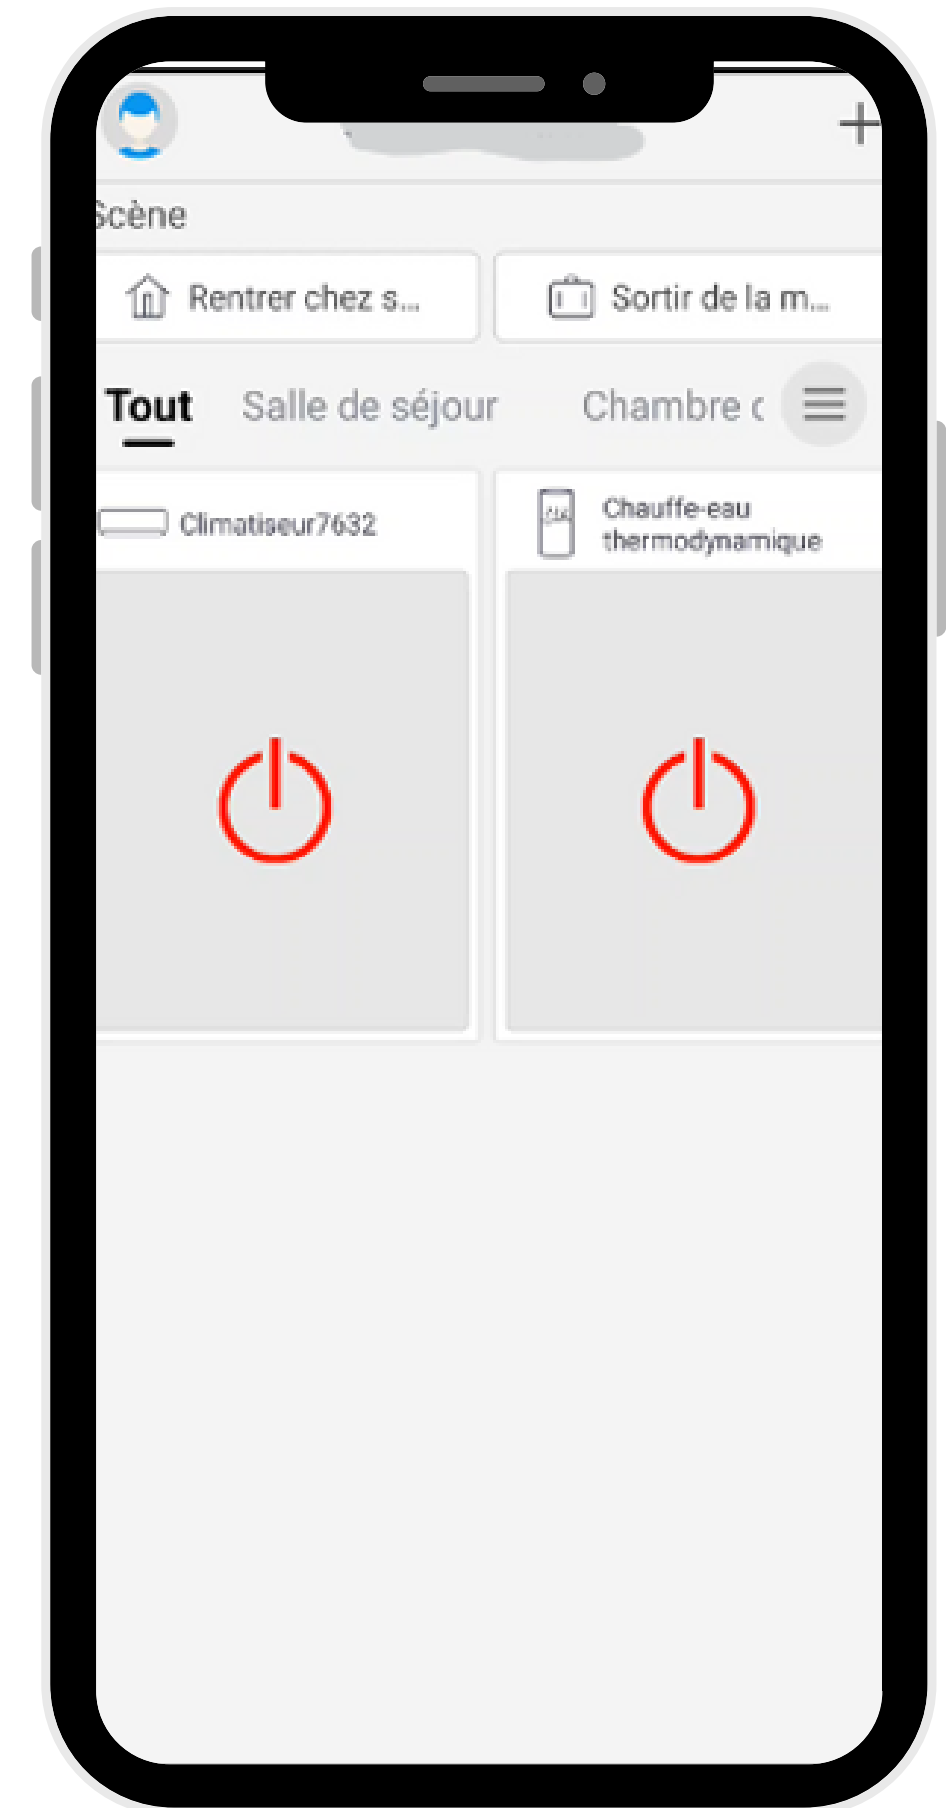 Scène
Rentrer chez s...
Sortir de la m...
Tout Salle de séjour Chambre c
Climatiseur7632
Chauffe-eau
thermodynamique